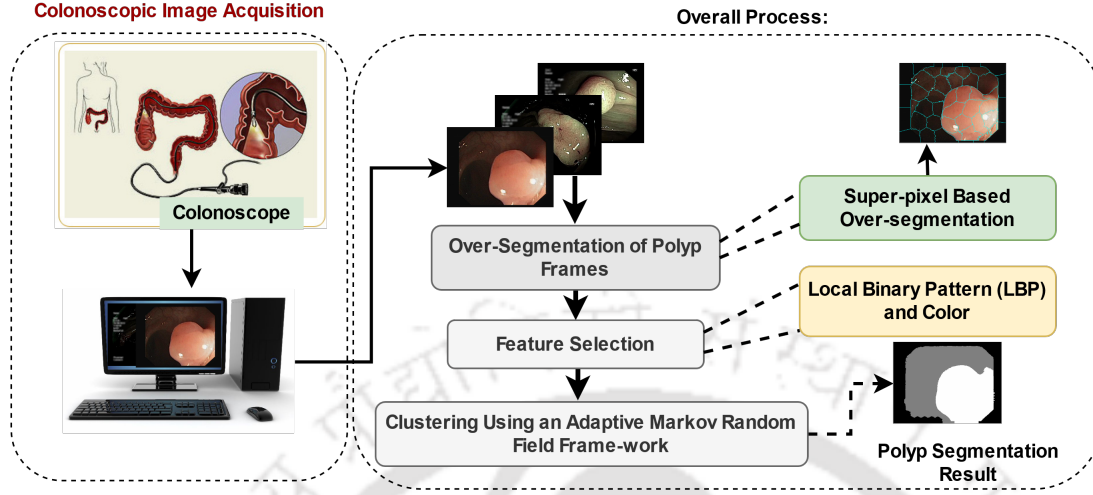 Colonoscopic Image Acquisition
Overall Process:
Colonoscope
Super-pixel Based
Over-segmentation
Over-Segmentation of Polyp
Frames
Local Binary Pattern (LBP)
and Color
Feature Selection
Clustering Using an Adaptive Markov Random
Field Frame-work
Polyp Segmentation
Result